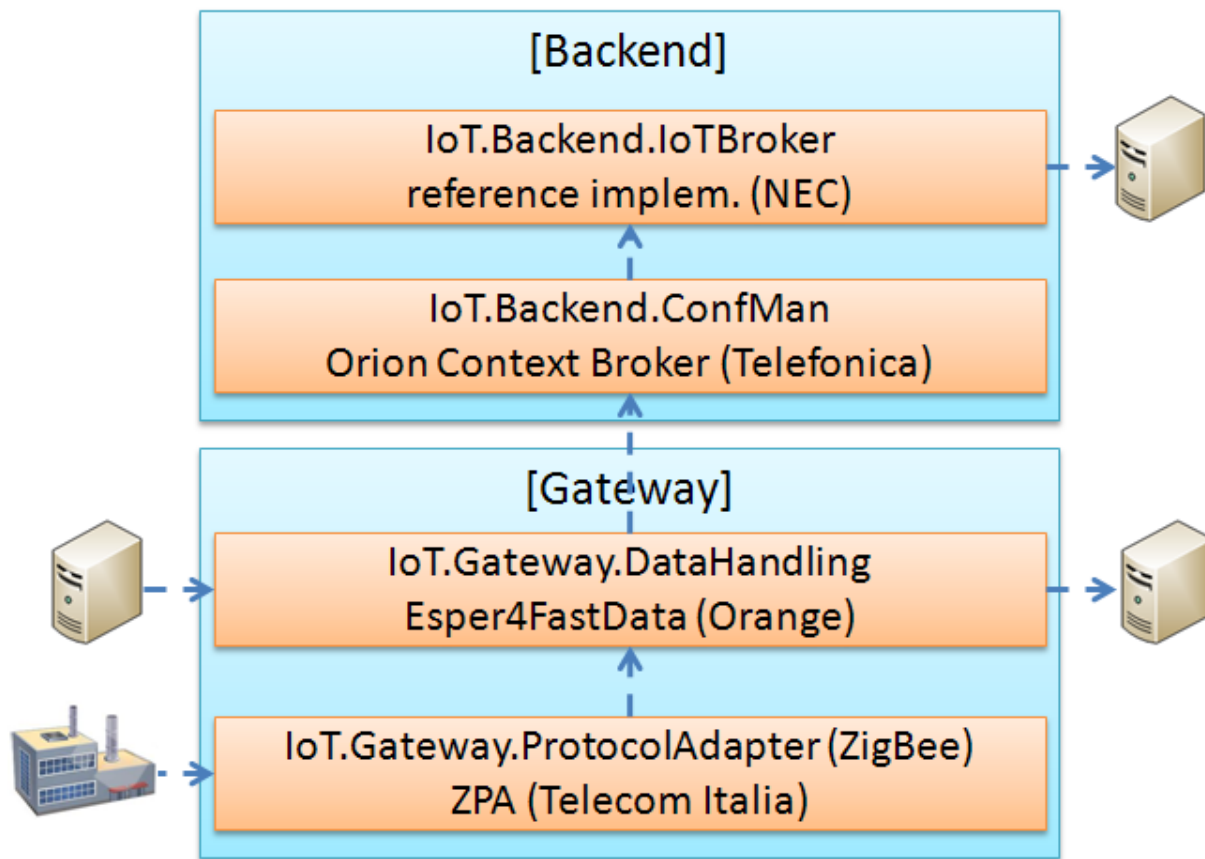 [Backend]
IoT.Backend.IoTBroker
reference implem. (NEC)
IoT.Backend.ConfMan
Orion Context Broker (Telefonica)
[Gateway]
IoT.Gateway.DataHandling
Esper4FastData (Orange)
IoT.Gateway.ProtocolAdapter (ZigBee)
ZPA (Telecom Italia)